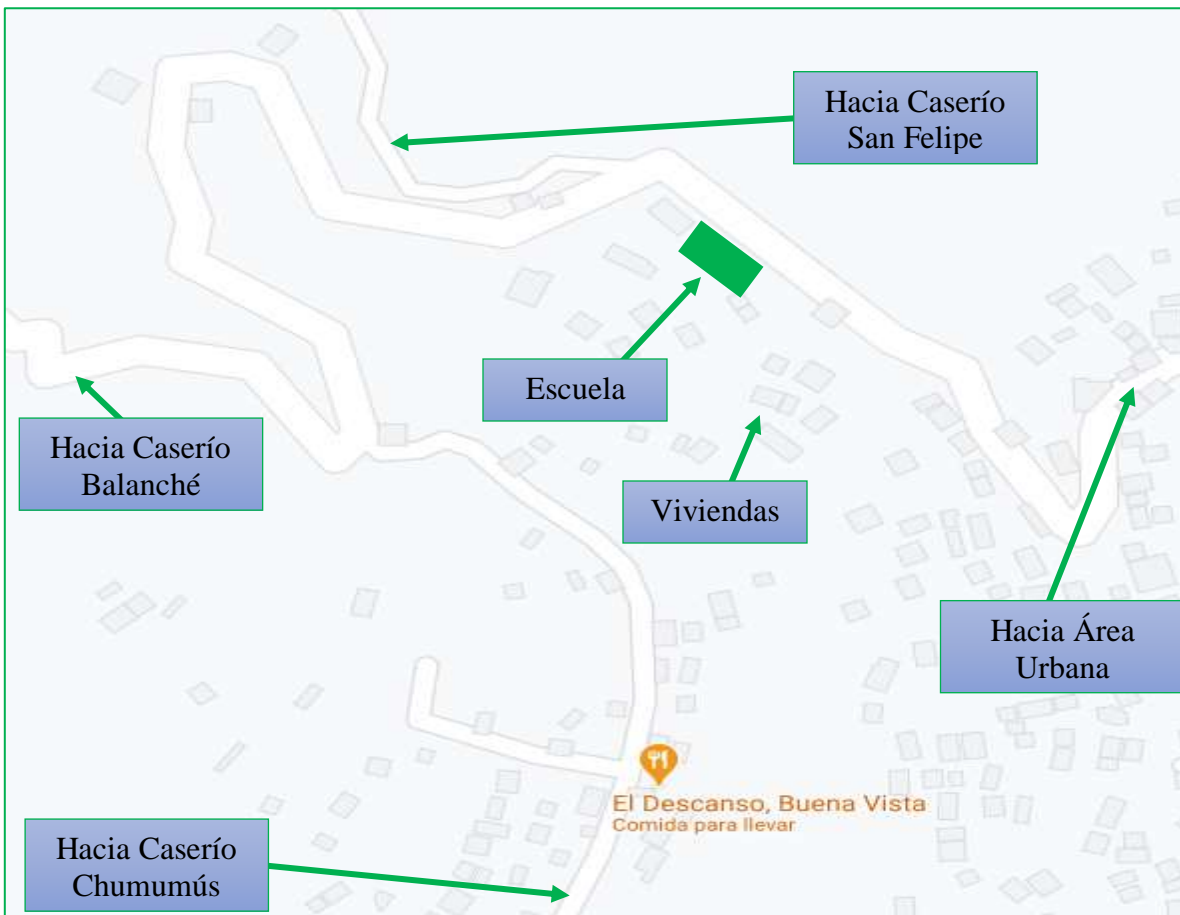 Hacia Caserío
San Felipe
Escuela
Hacia Caserío
Balanché
Viviendas
Hacia Área
Urbana
El Descanso, Buena Vista
Comida para llevar
Hacia Caserío
Chumumús